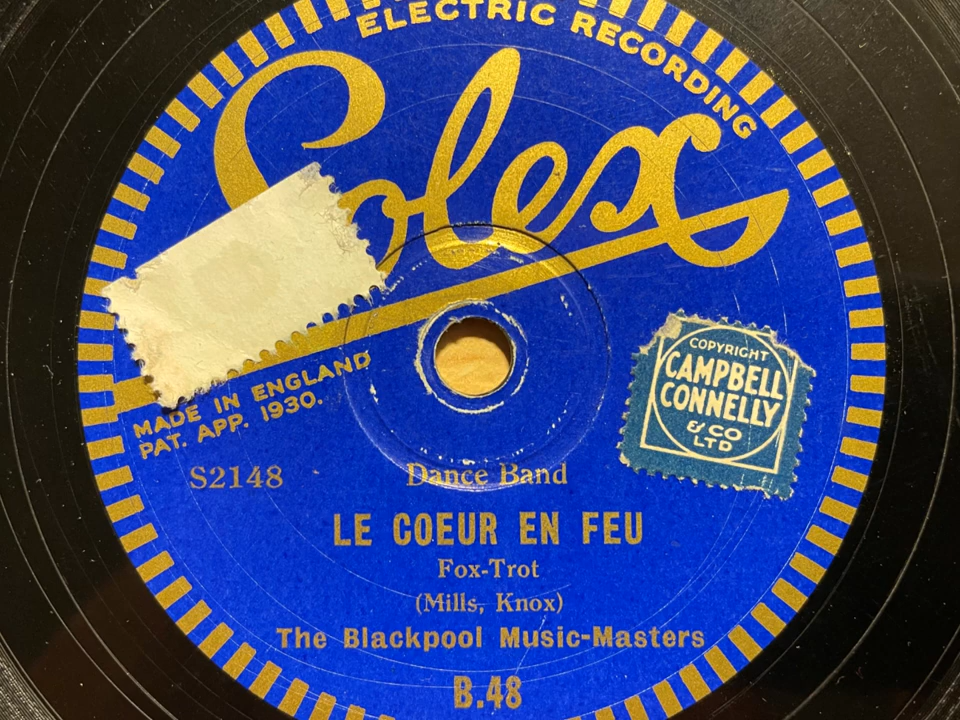 ELECTRIC RECORDING
Solex
MADE IN ENGLAND
PAT. APP. 1930.
COPYRIGHT
CAMPBELL
CONNELLY
& CO
LTD
S2148
Dance Band
LE COEUR EN FEU
Fox-Trot
(Mills, Knox)
The Blackpool Music-Masters
B.48